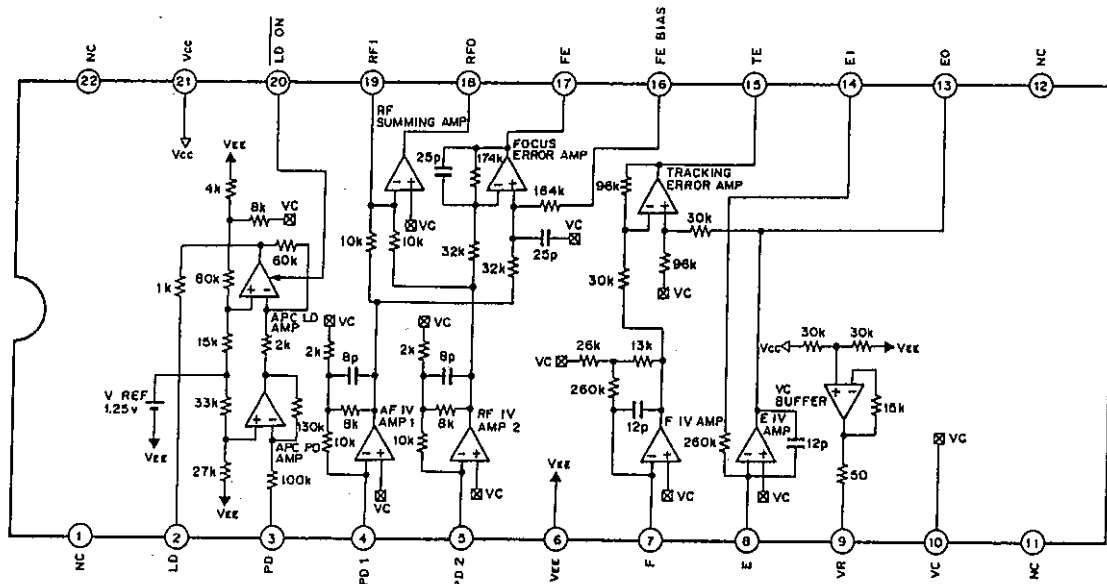 NC
Vcc
LD ON
RF1
RFO
FE
FE BIAS
TE
EI
EO
NC
22
21
20
19
18
17
16
15
14
13
12
Vcc
VEE
4k
8k
VC
60k
60k
1k
APC LD
AMP
15k
2k
V REF
1.25v
VEE
33k
130k
APC PD
AMP
27k
VEE
100k
RF
SUMMING AMP
VC
10k
10k
25p
174k
FOCUS
ERROR AMP
164k
VC
25p
32k
32k
VC
2k
8p
8k
10k
AF IV
AMP 1
VC
VC
2k
8p
8k
10k
RF IV
AMP 2
VC
VEE
96k
TRACKING
ERROR AMP
30k
96k
VC
30k
VC
26k
13k
260k
12p
F IV AMP
VC
260k
E IV
AMP
12p
VC
30k
30k
Vcc
VEE
VC
BUFFER
15k
50
VC
1
2
3
4
5
6
7
8
9
10
11
NC
LD
PD
PD 1
PD 2
VEE
F
E
VR
VC
NC